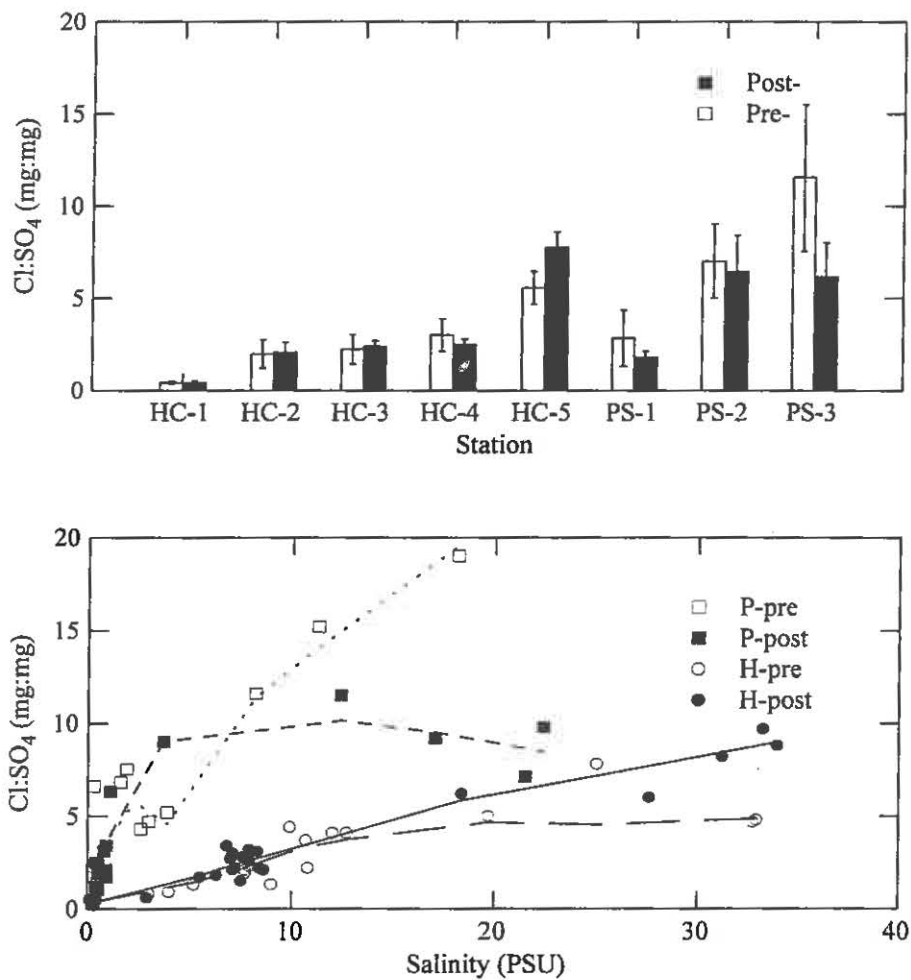 20
15
10
5
0
Cl:SO4 (mg:mg)
Post-
Pre-
HC-1 HC-2 HC-3 HC-4 HC-5 PS-1 PS-2 PS-3
Station
20
15
10
5
0
Cl:SO4 (mg:mg)
P-pre
P-post
H-pre
H-post
0 10 20 30 40
Salinity (PSU)